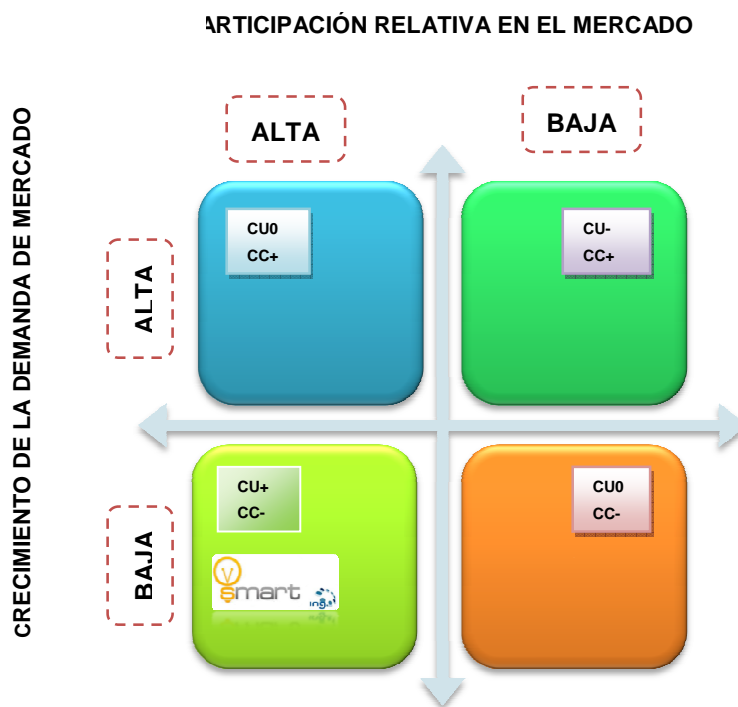 ARTICIPACIÓN RELATIVA EN EL MERCADO
ALTA
BAJA
CRECIMIENTO DE LA DEMANDA DE MERCADO
ALTA
CU0
CC+
CU-
CC+
BAJA
CU+
CC-
CU0
CC-
smart
ing.